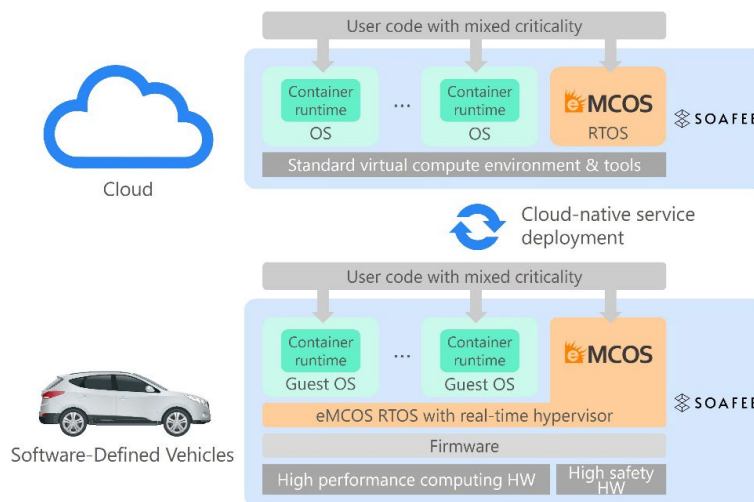 User code with mixed criticality
Container
runtime
OS
...
Container
runtime
OS
eMCOS
RTOS
SOAFEE
Standard virtual compute environment & tools
Cloud
Cloud-native service
deployment
User code with mixed criticality
Container
runtime
Guest OS
...
Container
runtime
Guest OS
eMCOS
eMCOS RTOS with real-time hypervisor
SOAFEE
Firmware
Software-Defined Vehicles
High performance computing HW
High safety
HW